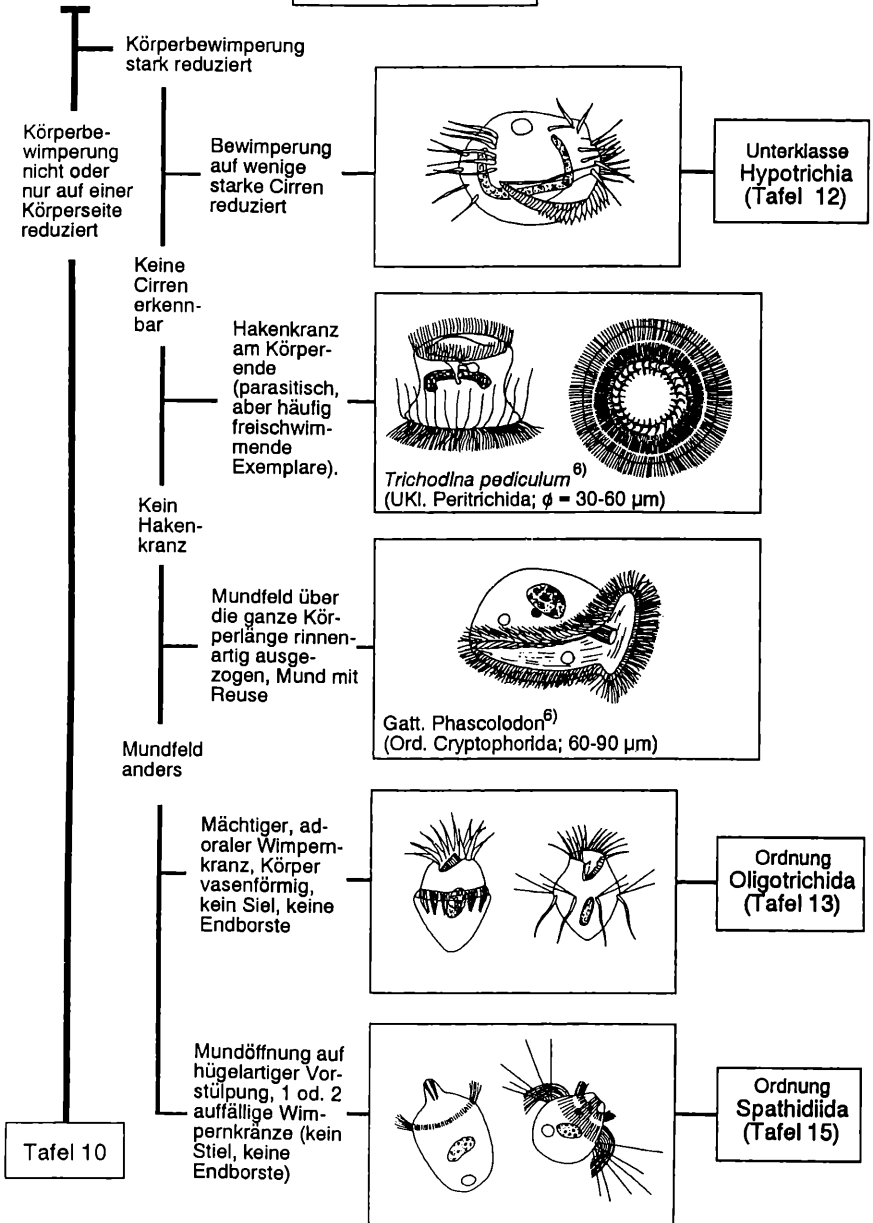 Körperbewimperung
stark reduziert
Körperbe-
wimperung
nicht oder
nur auf einer
Körperseite
reduziert
Bewimperung
auf wenige
starke Cirren
reduziert
Unterklasse
Hypotrichia
(Tafel 12)
Keine
Cirren
erkenn-
bar
Hakenkranz
am Körper-
ende
(parasitisch,
aber häufig
freischwim-
mende
Exemplare).
Trichodina pediculum 6)
(UKl. Peritrichida; ϕ = 30-60 µm)
Kein
Haken-
kranz
Mundfeld über
die ganze Kör-
perlänge rinnen-
artig ausge-
zogen, Mund mit
Reuse
Gatt. Phascolodon 6)
(Ord. Cryptophorida; 60-90 µm)
Mundfeld
anders
Mächtiger, ad-
oraler Wimpern-
kranz, Körper
vasenförmig,
kein Siel, keine
Endborste
Ordnung
Oligotrichida
(Tafel 13)
Mundöffnung auf
hügelartiger Vor-
stülpung, 1 od. 2
auffällige Wim-
pernkränze (kein
Stiel, keine
Endborste)
Ordnung
Spathidiida
(Tafel 15)
Tafel 10